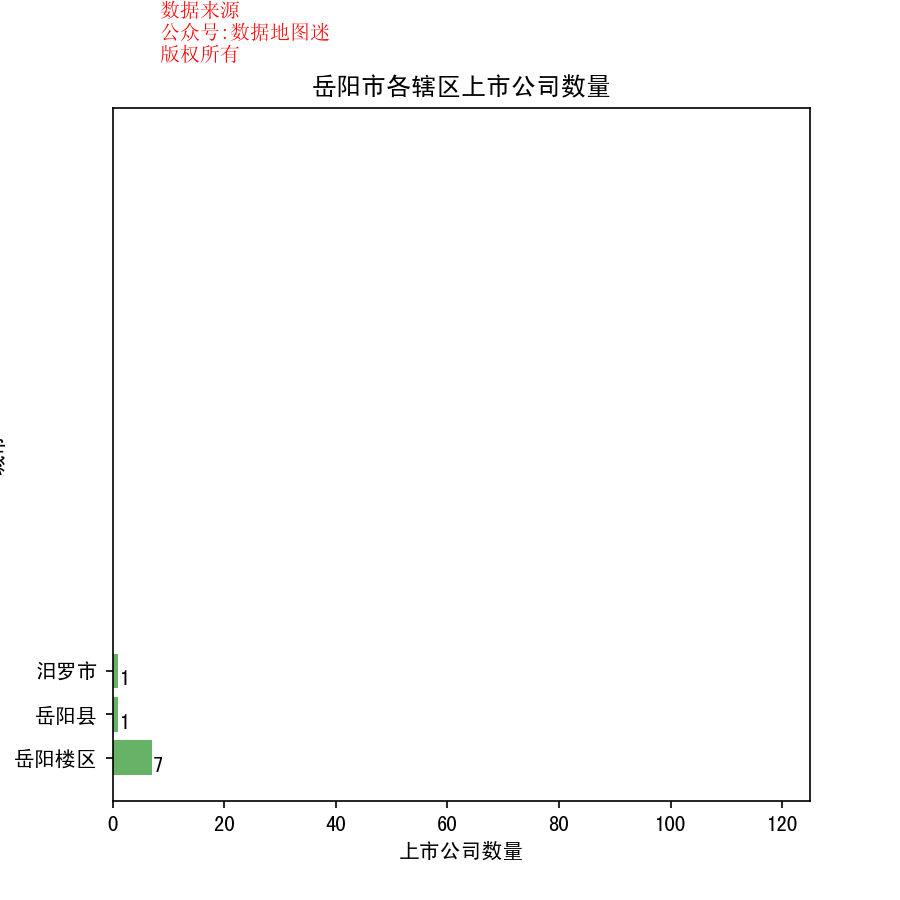 数据来源
公众号:数据地图迷
版权所有
岳阳市各辖区上市公司数量
汨罗市
1
岳阳县
1
岳阳楼区
7
0 20 40 60 80 100 120
上市公司数量